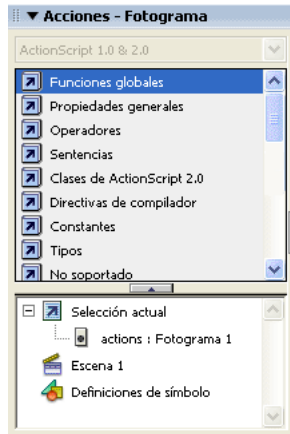 Acciones - Fotograma
ActionScript 1.0 & 2.0
Funciones globales
Propiedades generales
Operadores
Sentencias
Clases de ActionScript 2.0
Directivas de compilador
Constantes
Tipos
No soportado
Selección actual
actions : Fotograma 1
Escena 1
Definiciones de símbolo